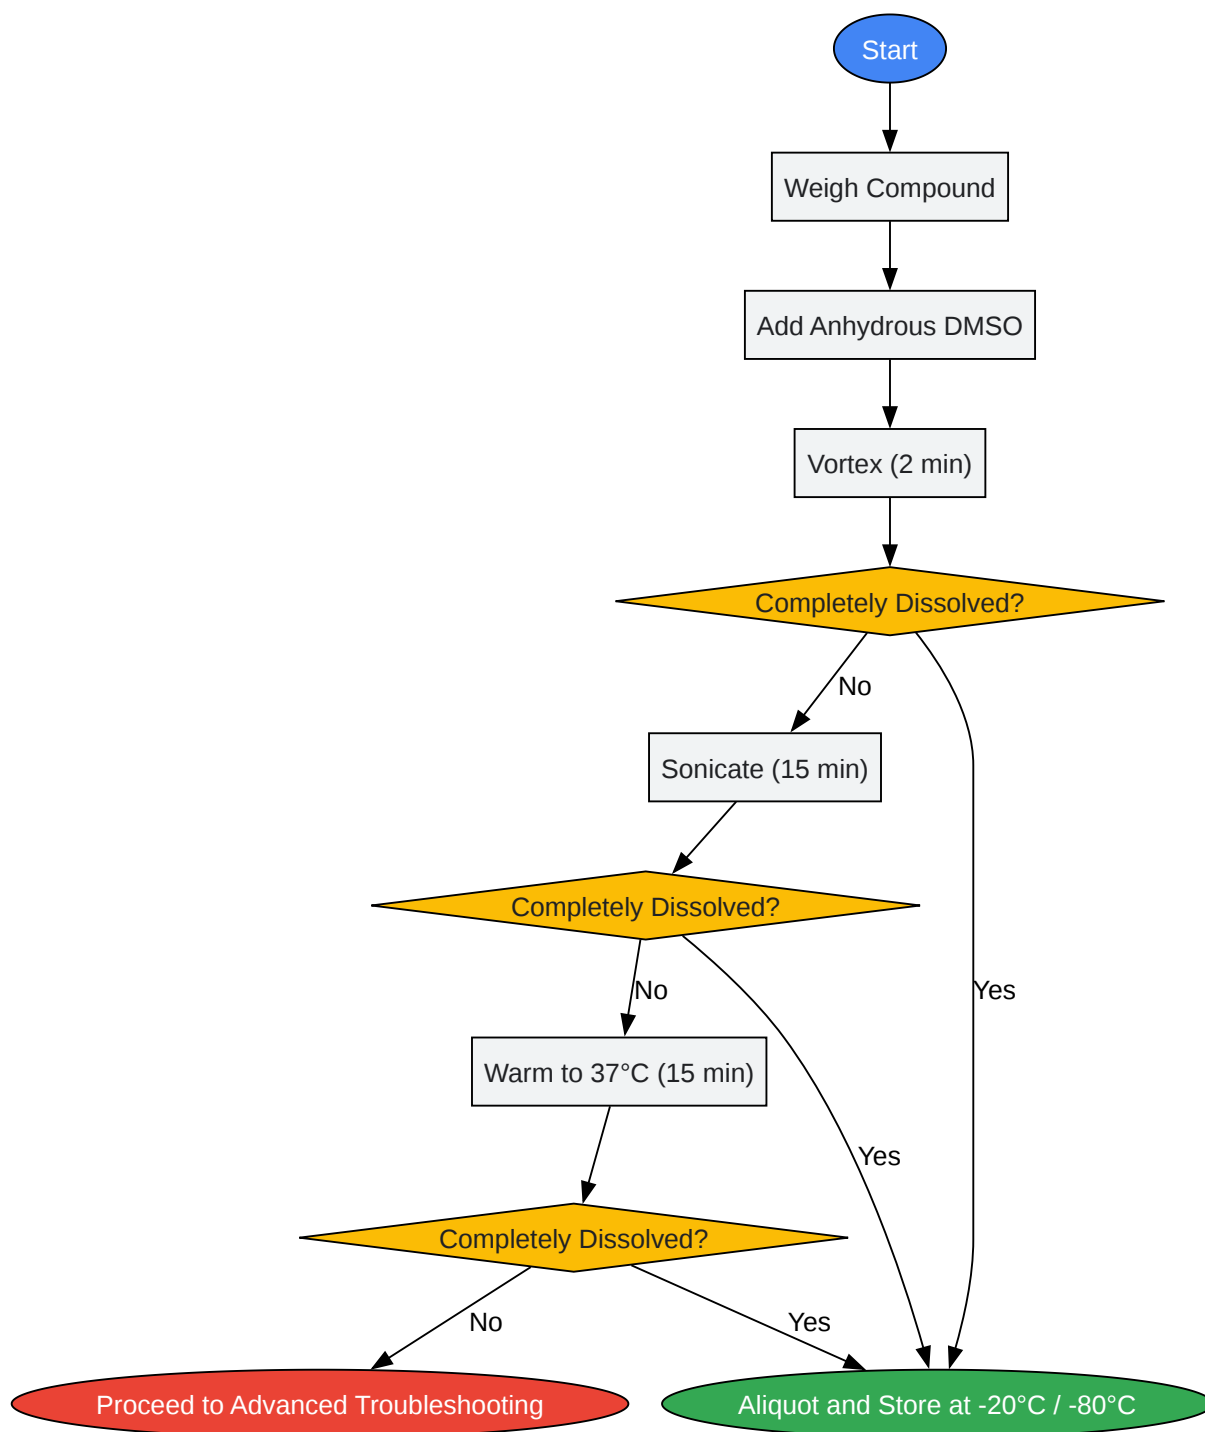 Start
Weigh Compound
Add Anhydrous DMSO
Vortex (2 min)
Completely Dissolved?
No
Sonicate (15 min)
Completely Dissolved?
No
Yes
Warm to 37°C (15 min)
Yes
Completely Dissolved?
No
Yes
Proceed to Advanced Troubleshooting
Aliquot and Store at -20°C / -80°C